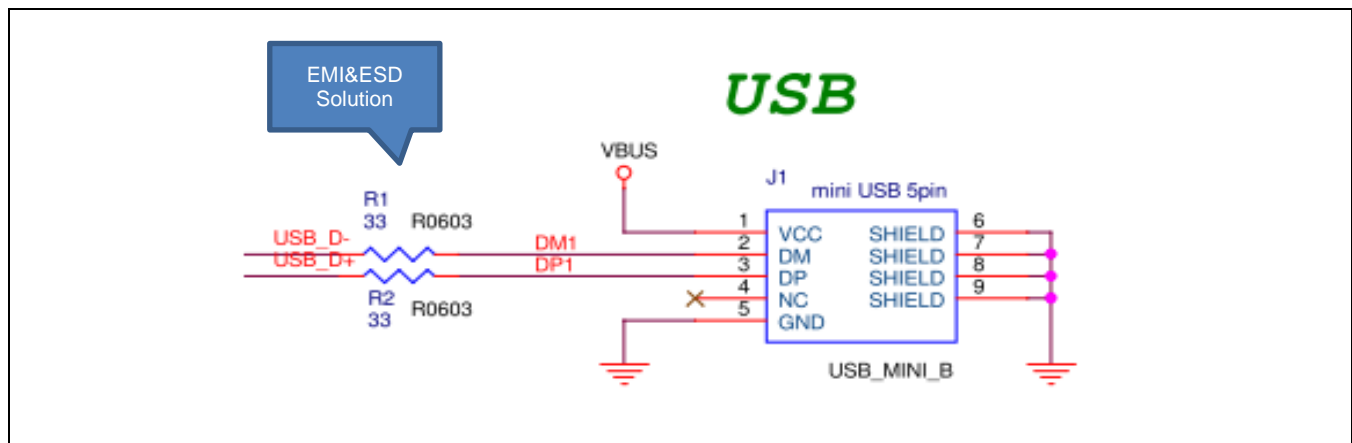 EMI&ESD
Solution
USB
VBUS
J1
mini USB 5pin
R1
33
R0603
USB_D-
USB_D+
DM1
DP1
R2
33
R0603
1
2
3
4
5
VCC
DM
DP
NC
GND
SHIELD
SHIELD
SHIELD
SHIELD
6
7
8
9
USB_MINI_B